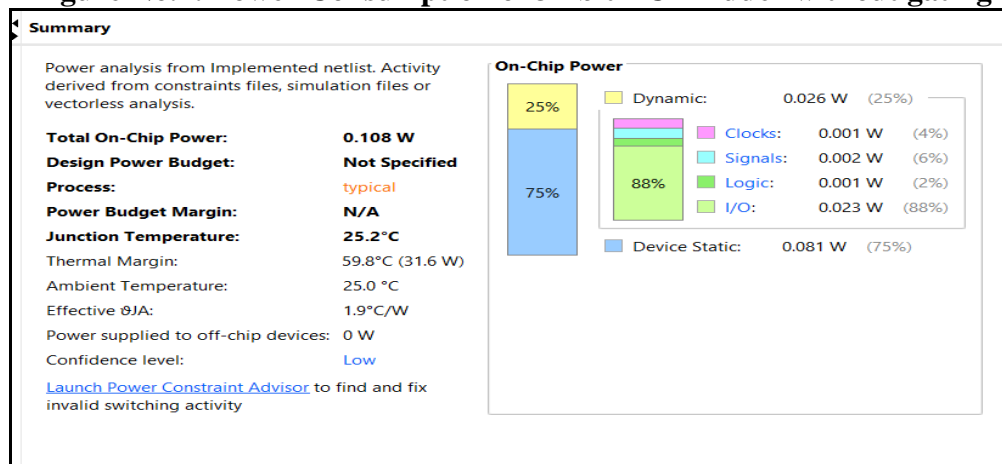 Summary
Power analysis from Implemented netlist. Activity
derived from constraints files, simulation files or
vectorless analysis.
Total On-Chip Power: 0.108 W
Design Power Budget: Not Specified
Process: typical
Power Budget Margin: N/A
Junction Temperature: 25.2°C
Thermal Margin: 59.8°C (31.6 W)
Ambient Temperature: 25.0 °C
Effective ϑJA: 1.9°C/W
Power supplied to off-chip devices: 0 W
Confidence level: Low
Launch Power Constraint Advisor to find and fix
invalid switching activity
On-Chip Power
25%
75%
Dynamic: 0.026 W (25%)
88%
Clocks: 0.001 W (4%)
Signals: 0.002 W (6%)
Logic: 0.001 W (2%)
I/O: 0.023 W (88%)
Device Static: 0.081 W (75%)